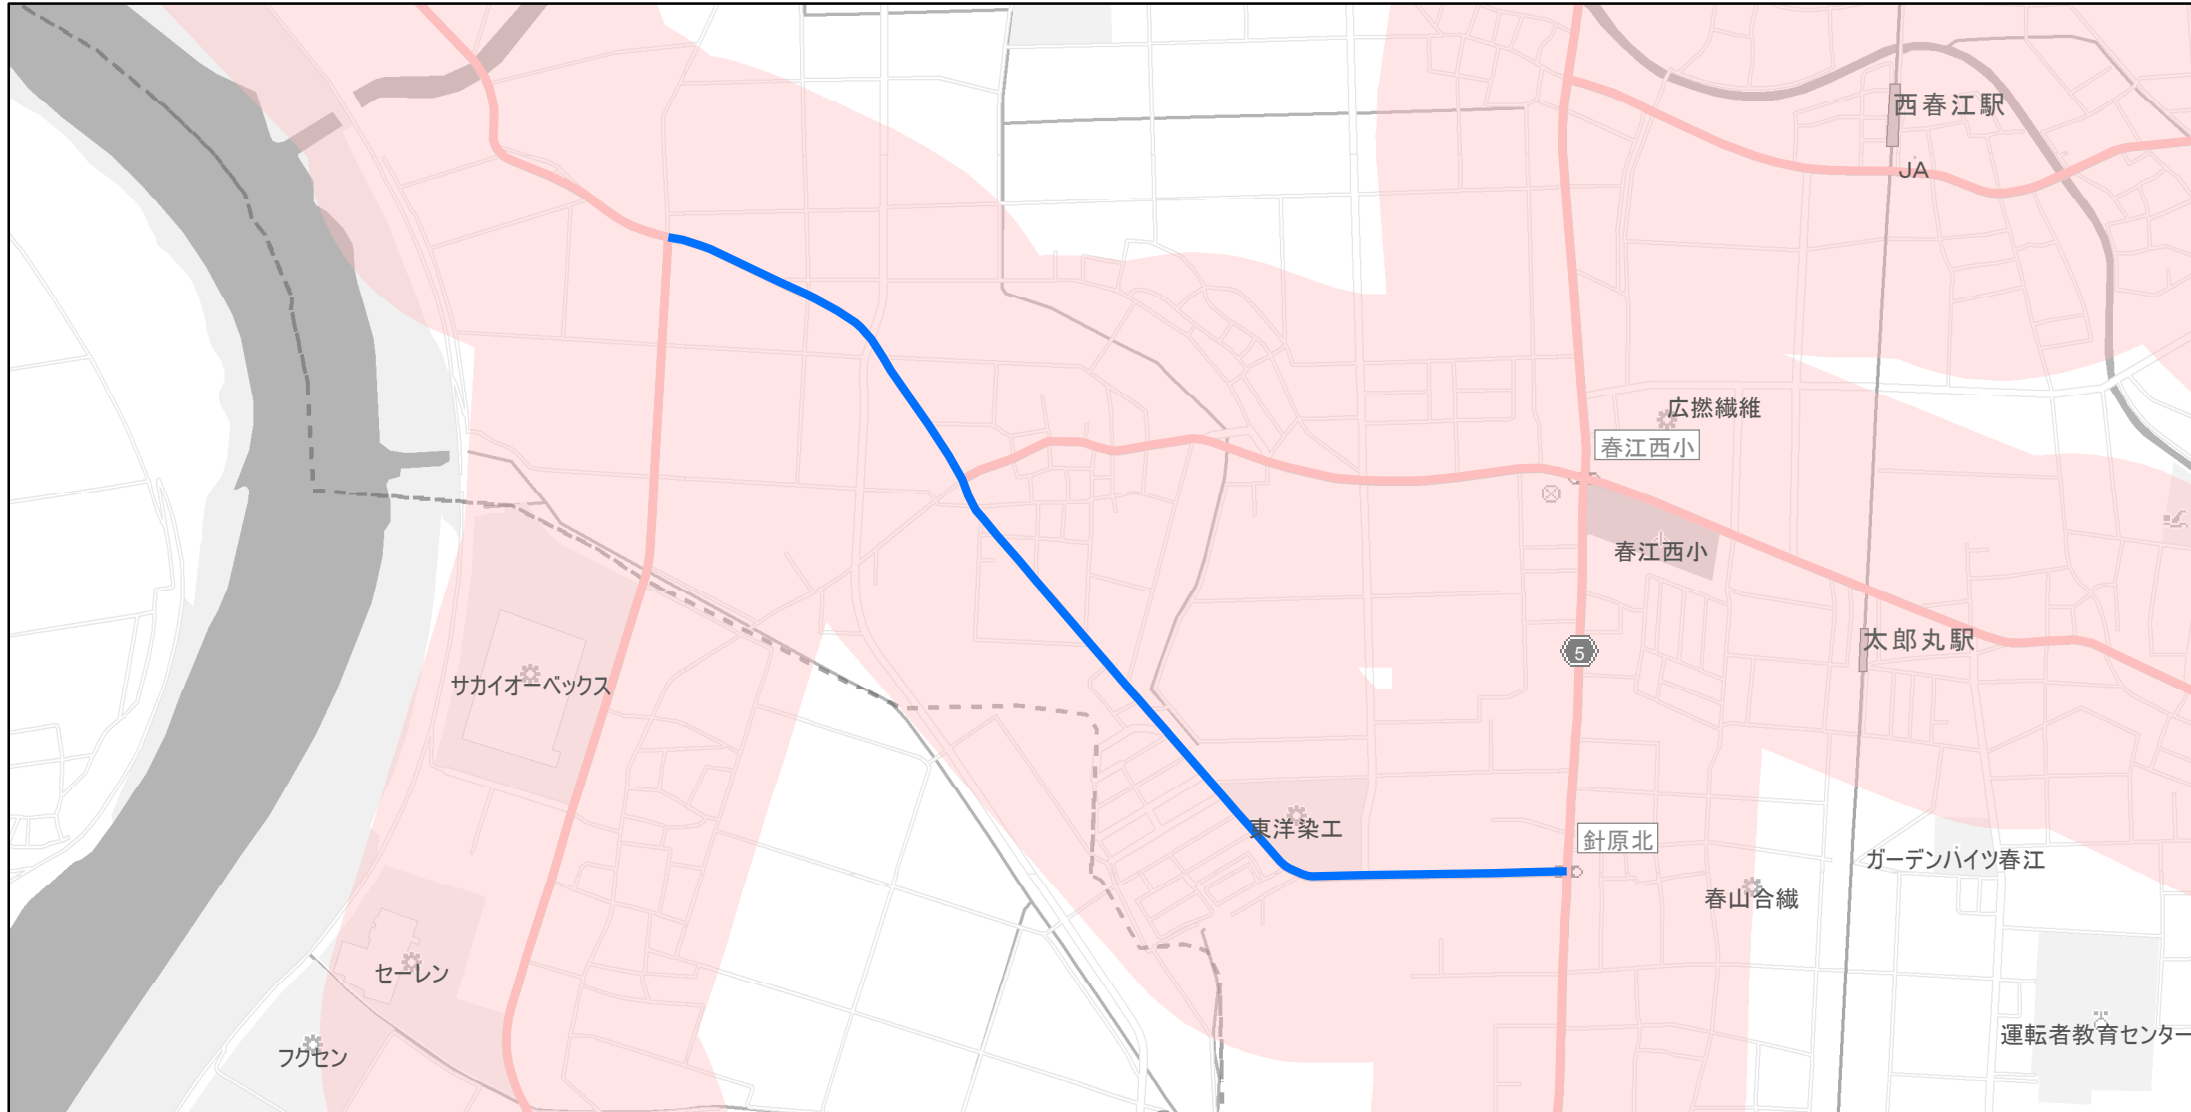 西春江駅
JA
広撚繊維
春江西小
春江西小
5
太郎丸駅
サカイオーベックス
東洋染工
針原北
ガーデンハイツ春江
春山合繊
セーレン
フクセン
運転者教育センター